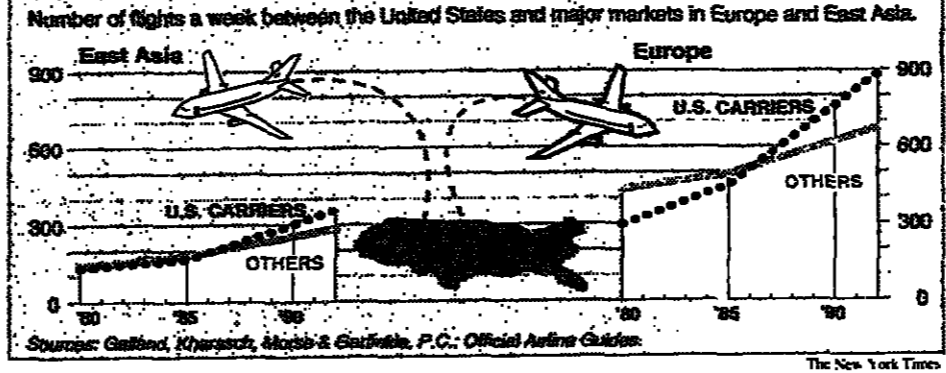 Number of flights a week between the United States and major markets in Europe and East Asia.
East Asia
Europe
900
900
U.S. CARRIERS
600
600
OTHERS
U.S. CARRIERS
300
300
OTHERS
0
0
'80 '85 '90 '80 '85 '90
Sources: Galland, Kharasch, Morse & Garfinkle, P.C.; Official Airline Guides.
The New York Times